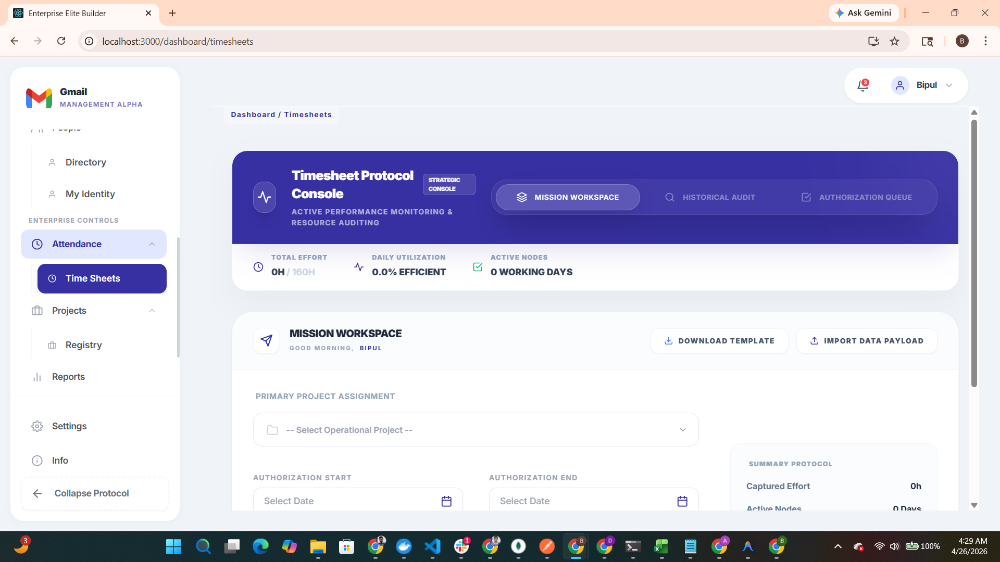 Enterprise Elite Builder
Ask Gemini
localhost:3000/dashboard/timesheets
B
Gmail
MANAGEMENT ALPHA
Directory
My Identity
ENTERPRISE CONTROLS
Attendance
Time Sheets
Projects
Registry
Reports
Settings
Info
Collapse Protocol
3
Bipul
Dashboard / Timesheets
Timesheet Protocol
Console
STRATEGIC
CONSOLE
ACTIVE PERFORMANCE MONITORING &
RESOURCE AUDITING
MISSION WORKSPACE
HISTORICAL AUDIT
AUTHORIZATION QUEUE
TOTAL EFFORT
0H / 160H
DAILY UTILIZATION
0.0% EFFICIENT
ACTIVE NODES
0 WORKING DAYS
MISSION WORKSPACE
GOOD MORNING, BIPUL
DOWNLOAD TEMPLATE
IMPORT DATA PAYLOAD
PRIMARY PROJECT ASSIGNMENT
-- Select Operational Project --
AUTHORIZATION START
Select Date
AUTHORIZATION END
Select Date
SUMMARY PROTOCOL
Captured Effort 0h
Active Nodes 0 Days
3
1
B
D
A
B
100%
4:29 AM
4/26/2026